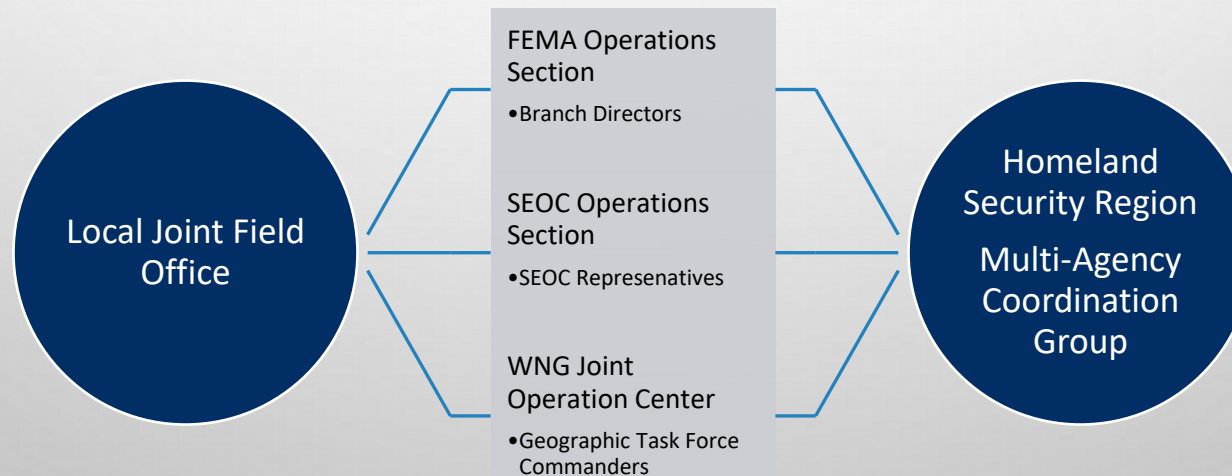 Local Joint Field
Office
FEMA Operations
Section
•Branch Directors
SEOC Operations
Section
•SEOC Represenatives
WNG Joint
Operation Center
•Geographic Task Force
Commanders
Homeland
Security Region
Multi-Agency
Coordination
Group